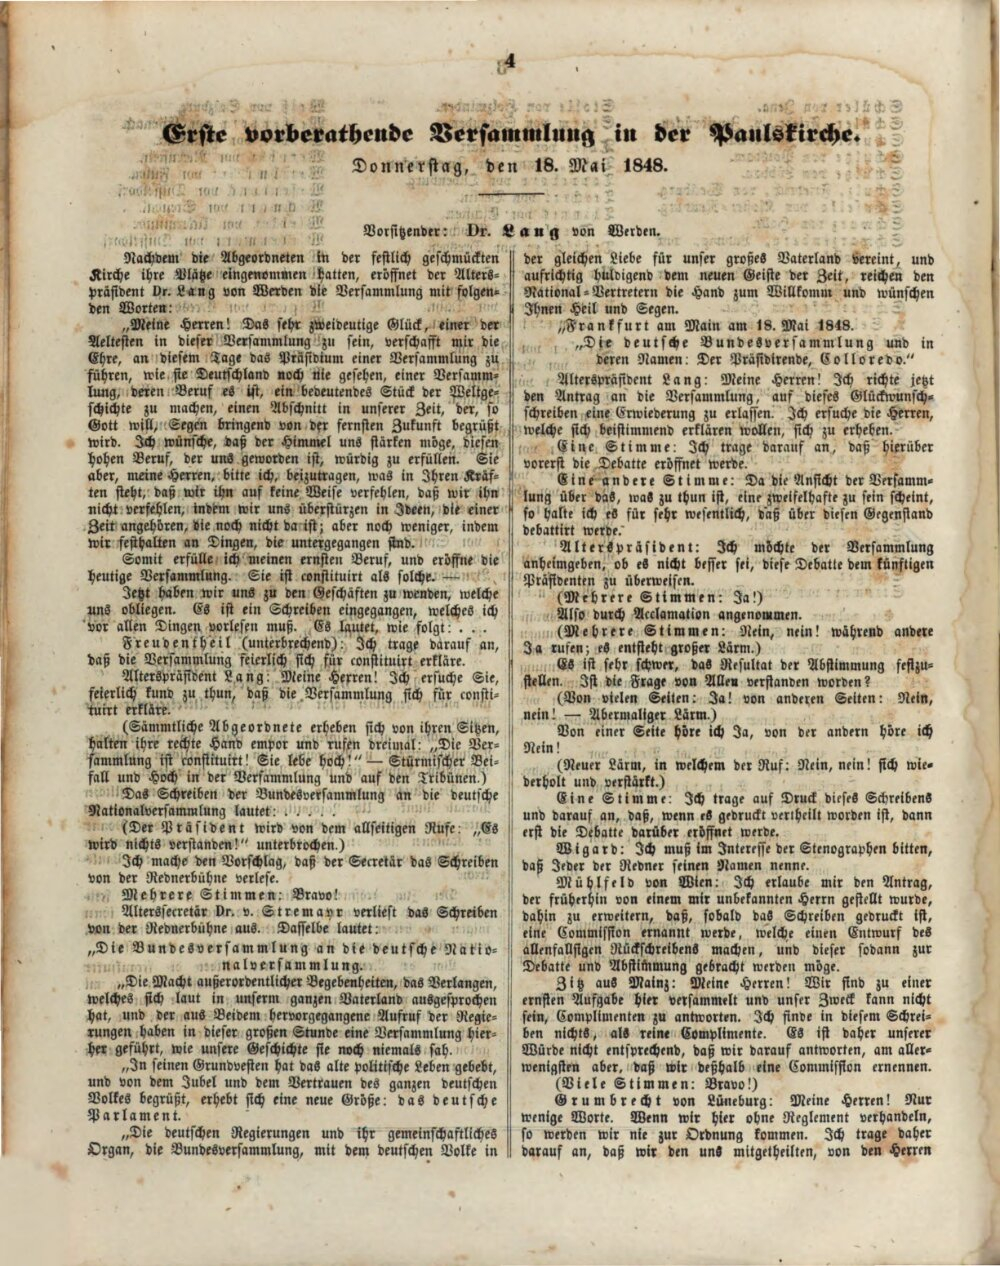 4
Erste vorberathende Versammlung in der Paulskirche.
Donnerstag, den 18. Mai 1848.
Vorsitzender: Dr. Lang von Werden.
Nachdem die Abgeordneten in der festlich geschmückten
Kirche ihre Plätze eingenommen hatten, eröffnet der Alters-
präsident Dr. Lang von Werden die Versammlung mit folgen-
den Worten:
„Meine Herren! Das sehr zweideutige Glück, einer der
Aeltesten in dieser Versammlung zu sein, verschafft mir die
Ehre, an diesem Tage das Präsidium einer Versammlung zu
führen, wie sie Deutschland noch nie gesehen, einer Versamm-
lung, deren Beruf es ist, ein bedeutendes Stück der Weltge-
schichte zu machen, einen Abschnitt in unserer Zeit, der, so
Gott will, Segen bringend von der fernsten Zukunft begrüßt
wird. Ich wünsche, daß der Himmel uns stärken möge, diesen
hohen Beruf, der uns geworden ist, würdig zu erfüllen. Sie
aber, meine Herren, bitte ich, beizutragen, was in Ihren Kräf-
ten steht, daß wir ihn auf keine Weise verfehlen, daß wir ihn
nicht verfehlen, indem wir uns überstürzen in Ideen, die einer
Zeit angehören, die noch nicht da ist; aber noch weniger, indem
wir festhalten an Dingen, die untergegangen sind.
Somit erfülle ich meinen ernsten Beruf, und eröffne die
heutige Versammlung. Sie ist constituirt als solche. —
Jetzt haben wir uns zu den Geschäften zu wenden, welche
uns obliegen. Es ist ein Schreiben eingegangen, welches ich
vor allen Dingen vorlesen muß. Es lautet, wie folgt: . . .
Freudentheil (unterbrechend): Ich trage darauf an,
daß die Versammlung feierlich sich für constituirt erkläre.
Alterspräsident Lang: Meine Herren! Ich ersuche Sie,
feierlich kund zu thun, daß die Versammlung sich für consti-
tuirt erkläre.
(Sämmtliche Abgeordnete erheben sich von ihren Sitzen,
halten ihre rechte Hand empor und rufen dreimal: „Die Ver-
sammlung ist constituirt! Sie lebe hoch!“ — Stürmischer Bei-
fall und Hoch in der Versammlung und auf den Tribünen.)
Das Schreiben der Bundesversammlung an die deutsche
Nationalversammlung lautet: . . . . .
(Der Präsident wird von dem allseitigen Rufe: „Es
wird nichts verstanden!“ unterbrochen.)
Ich mache den Vorschlag, daß der Secretär das Schreiben
von der Rednerbühne verlese.
Mehrere Stimmen: Bravo!
Alterssecretär Dr. v. Stremayr verliest das Schreiben
von der Rednerbühne aus. Dasselbe lautet:
„Die Bundesversammlung an die deutsche Natio-
nalversammlung.
„Die Macht außerordentlicher Begebenheiten, das Verlangen,
welches sich laut in unserm ganzen Vaterland ausgesprochen
hat, und der aus Beidem hervorgegangene Aufruf der Regie-
rungen haben in dieser großen Stunde eine Versammlung hier-
her geführt, wie unsere Geschichte sie noch niemals sah.
„In seinen Grundvesten hat das alte politische Leben gebebt,
und von dem Jubel und dem Vertrauen des ganzen deutschen
Volkes begrüßt, erhebt sich eine neue Größe: das deutsche
Parlament.
„Die deutschen Regierungen und ihr gemeinschaftliches
Organ, die Bundesversammlung, mit dem deutschen Volke in
der gleichen Liebe für unser großes Vaterland vereint, und
aufrichtig huldigend dem neuen Geiste der Zeit, reichen den
National-Vertretern die Hand zum Willkomm und wünschen
Ihnen Heil und Segen.
„Frankfurt am Main am 18. Mai 1848.
„Die deutsche Bundesversammlung und in
deren Namen: Der Präsidirende, Colloredo.“
Alterspräsident Lang: Meine Herren! Ich richte jetzt
den Antrag an die Versammlung, auf dieses Glückwunsch-
schreiben eine Erwiederung zu erlassen. Ich ersuche die Herren,
welche sich beistimmend erklären wollen, sich zu erheben.
Eine Stimme: Ich trage darauf an, daß hierüber
vorerst die Debatte eröffnet werde.
Eine andere Stimme: Da die Ansicht der Versamm-
lung über das, was zu thun ist, eine zweifelhafte zu sein scheint,
so halte ich es für sehr wesentlich, daß über diesen Gegenstand
debattirt werde.
Alterspräsident: Ich möchte der Versammlung
anheimgeben, ob es nicht besser sei, diese Debatte dem künftigen
Präsidenten zu überweisen.
(Mehrere Stimmen: Ja!)
Also durch Acclamation angenommen.
(Mehrere Stimmen: Nein, nein! während andere
Ja rufen; es entsteht großer Lärm.)
Es ist sehr schwer, das Resultat der Abstimmung festzu-
stellen. Ist die Frage von Allen verstanden worden?
(Von vielen Seiten: Ja! von anderen Seiten: Nein,
nein! — Abermaliger Lärm.)
Von einer Seite höre ich Ja, von der andern höre ich
Nein!
(Neuer Lärm, in welchem der Ruf: Nein, nein! sich wie-
derholt und verstärkt.)
Eine Stimme: Ich trage auf Druck dieses Schreibens
und darauf an, daß, wenn es gedruckt vertheilt worden ist, dann
erst die Debatte darüber eröffnet werde.
Wigard: Ich muß im Interesse der Stenographen bitten,
daß Jeder der Redner seinen Namen nenne.
Mühlfeld von Wien: Ich erlaube mir den Antrag,
der früherhin von einem mir unbekannten Herrn gestellt wurde,
dahin zu erweitern, daß, sobald das Schreiben gedruckt ist,
eine Commission ernannt werde, welche einen Entwurf des
allenfallsigen Rückschreibens machen, und dieser sodann zur
Debatte und Abstimmung gebracht werden möge.
Zitz aus Mainz: Meine Herren! Wir sind zu einer
ernsten Aufgabe hier versammelt und unser Zweck kann nicht
sein, Complimenten zu antworten. Ich finde in diesem Schrei-
ben nichts, als reine Complimente. Es ist daher unserer
Würde nicht entsprechend, daß wir darauf antworten, am aller-
wenigsten aber, daß wir deßhalb eine Commission ernennen.
(Viele Stimmen: Bravo!)
Grumbrecht von Lüneburg: Meine Herren! Nur
wenige Worte. Wenn wir hier ohne Reglement verhandeln,
so werden wir nie zur Ordnung kommen. Ich trage daher
darauf an, daß wir den uns mitgetheilten, von den Herren